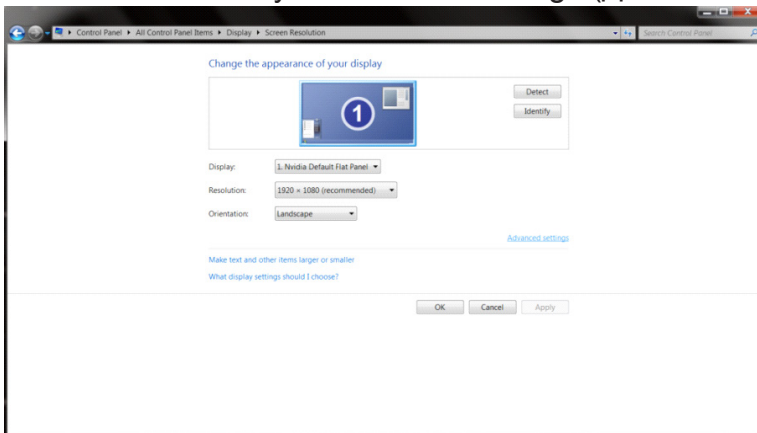 Control Panel ▸ All Control Panel Items ▸ Display ▸ Screen Resolution
Search Control Panel
Change the appearance of your display
1
Detect
Identify
Display: 1. Nvidia Default Flat Panel
Resolution: 1920 × 1080 (recommended)
Orientation: Landscape
Advanced settings
Make text and other items larger or smaller
What display settings should I choose?
OK Cancel Apply